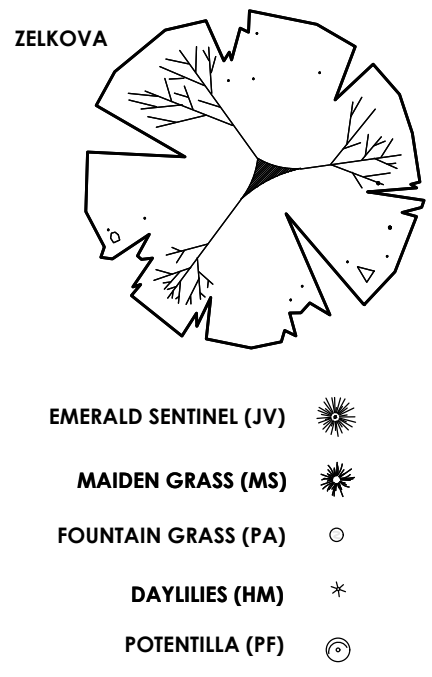 ZELKOVA
EMERALD SENTINEL (JV)
MAIDEN GRASS (MS)
FOUNTAIN GRASS (PA)
DAYLILIES (HM)
POTENTILLA (PF)